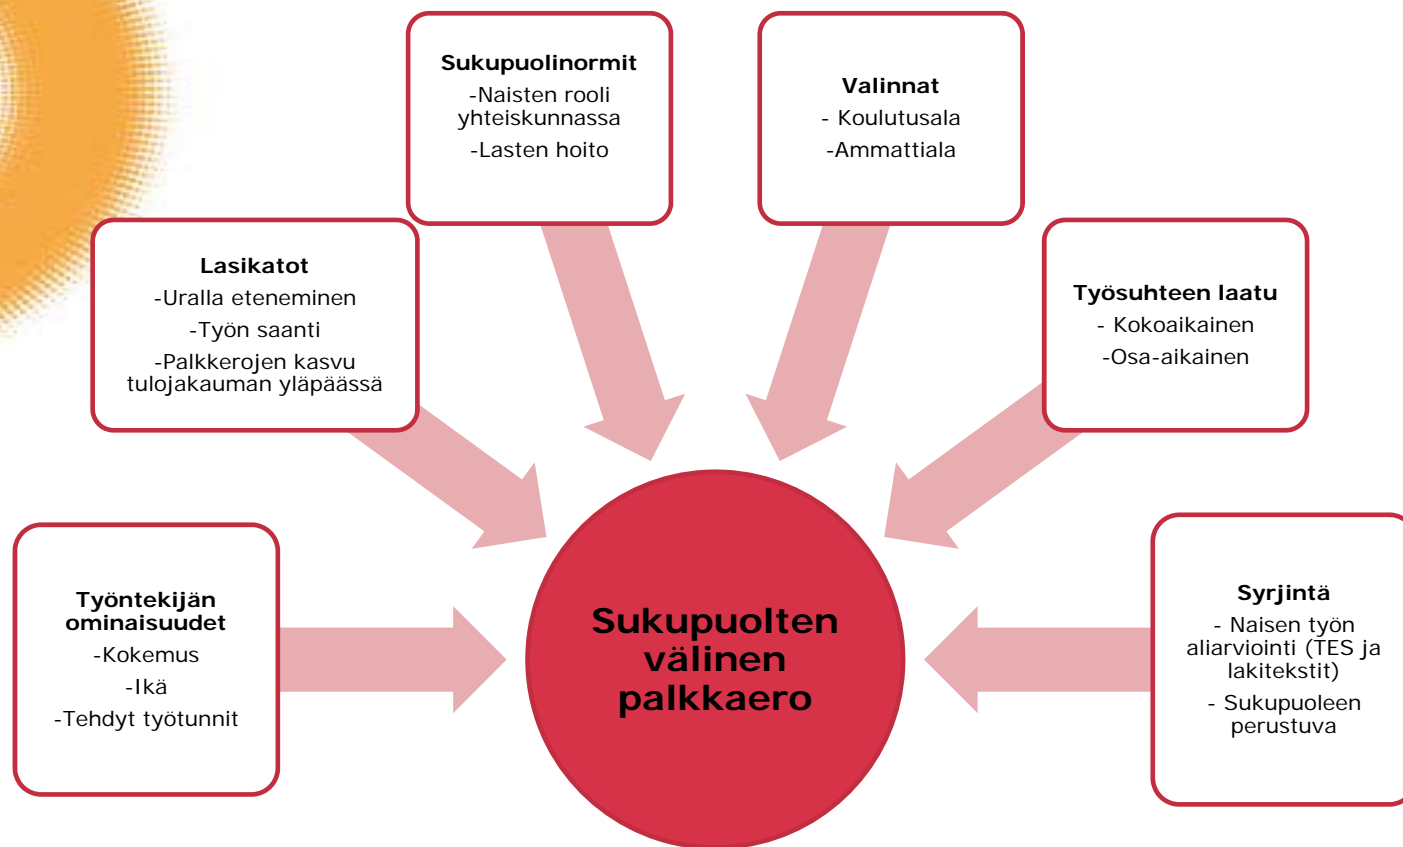 Sukupuolinormit
-Naisten rooli
yhteiskunnassa
-Lasten hoito
Valinnat
- Koulutusala
-Ammattiala
Lasikatot
-Uralla eteneminen
-Työn saanti
-Palkkerojen kasvu
tulojakauman yläpäässä
Työsuhteen laatu
- Kokoaikainen
-Osa-aikainen
Työntekijän
ominaisuudet
-Kokemus
-Ikä
-Tehdyt työtunnit
Sukupuolten
välinen
palkkaero
Syrjintä
- Naisen työn
aliarviointi (TES ja
lakitekstit)
- Sukupuoleen
perustuva